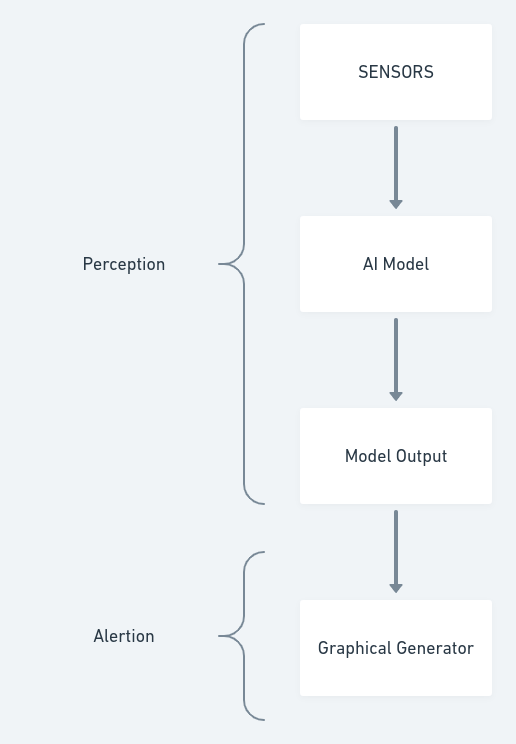 SENSORS
Perception
AI Model
Model Output
Alertion
Graphical Generator